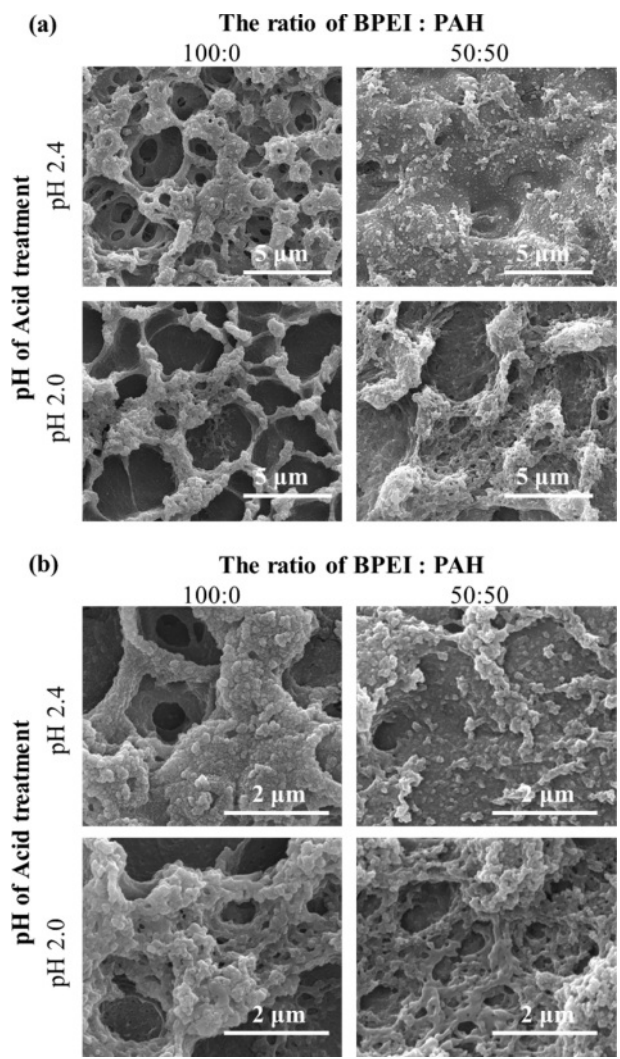 (a) The ratio of BPEI : PAH
100:0 50:50
pH of Acid treatment
pH 2.4
5 µm 5 µm
pH 2.0
5 µm 5 µm
(b) The ratio of BPEI : PAH
100:0 50:50
pH of Acid treatment
pH 2.4
2 µm 2 µm
pH 2.0
2 µm 2 µm